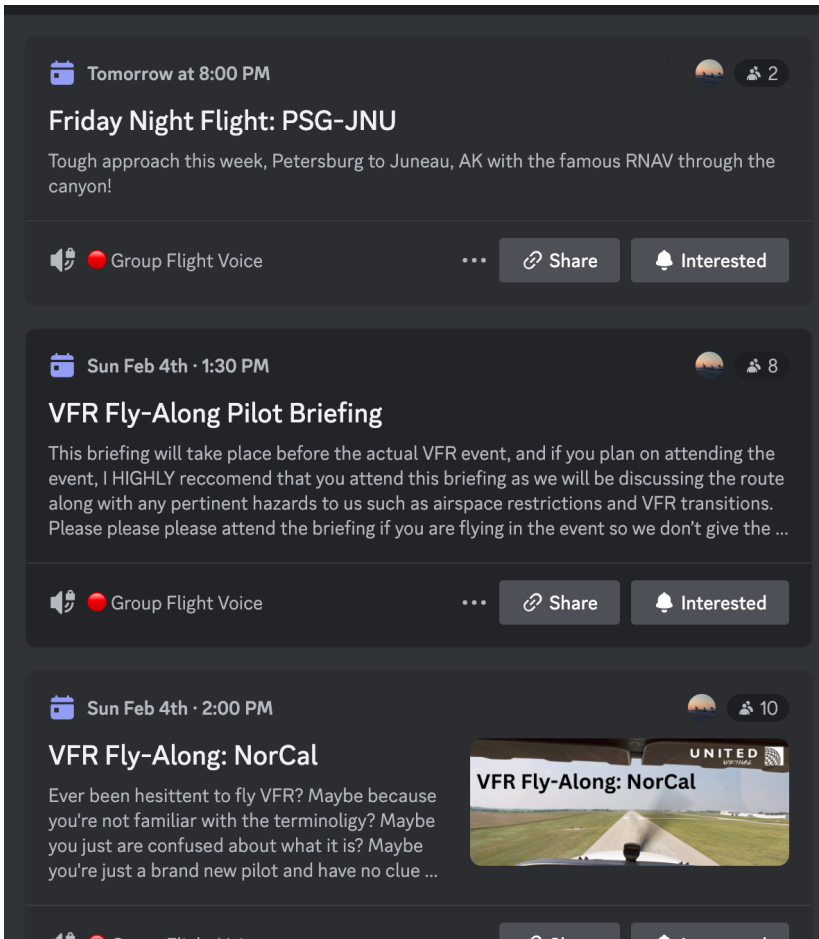 Tomorrow at 8:00 PM
2
Friday Night Flight: PSG-JNU
Tough approach this week, Petersburg to Juneau, AK with the famous RNAV through the
canyon!
Group Flight Voice
Share
Interested
Sun Feb 4th · 1:30 PM
8
VFR Fly-Along Pilot Briefing
This briefing will take place before the actual VFR event, and if you plan on attending the
event, I HIGHLY reccomend that you attend this briefing as we will be discussing the route
along with any pertinent hazards to us such as airspace restrictions and VFR transitions.
Please please please attend the briefing if you are flying in the event so we don't give the ...
Group Flight Voice
Share
Interested
Sun Feb 4th · 2:00 PM
10
VFR Fly-Along: NorCal
Ever been hesittent to fly VFR? Maybe because
you're not familiar with the terminoligy? Maybe
you just are confused about what it is? Maybe
you're just a brand new pilot and have no clue ...
UNITED
VIRTUAL
VFR Fly-Along: NorCal